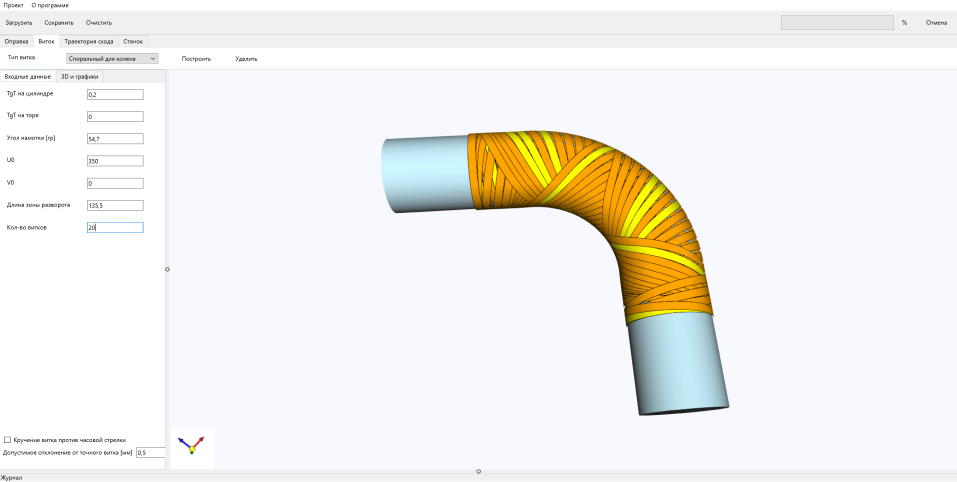 Проект О программе
Загрузить Сохранить Очистить % Отмена
Оправка Виток Траектория схода Станок
Тип витка Спиральный для колена Построить Удалить
Входные данные 3D и графики
TgT на цилиндре 0,2
TgT на торе 0
Угол намотки [гр] 54,7
U0 350
V0 0
Длина зоны разворота 135,5
Кол-во витков 20
Кручение витка против часовой стрелки
Допустимое отклонение от точного витка [мм] 0,5
Журнал